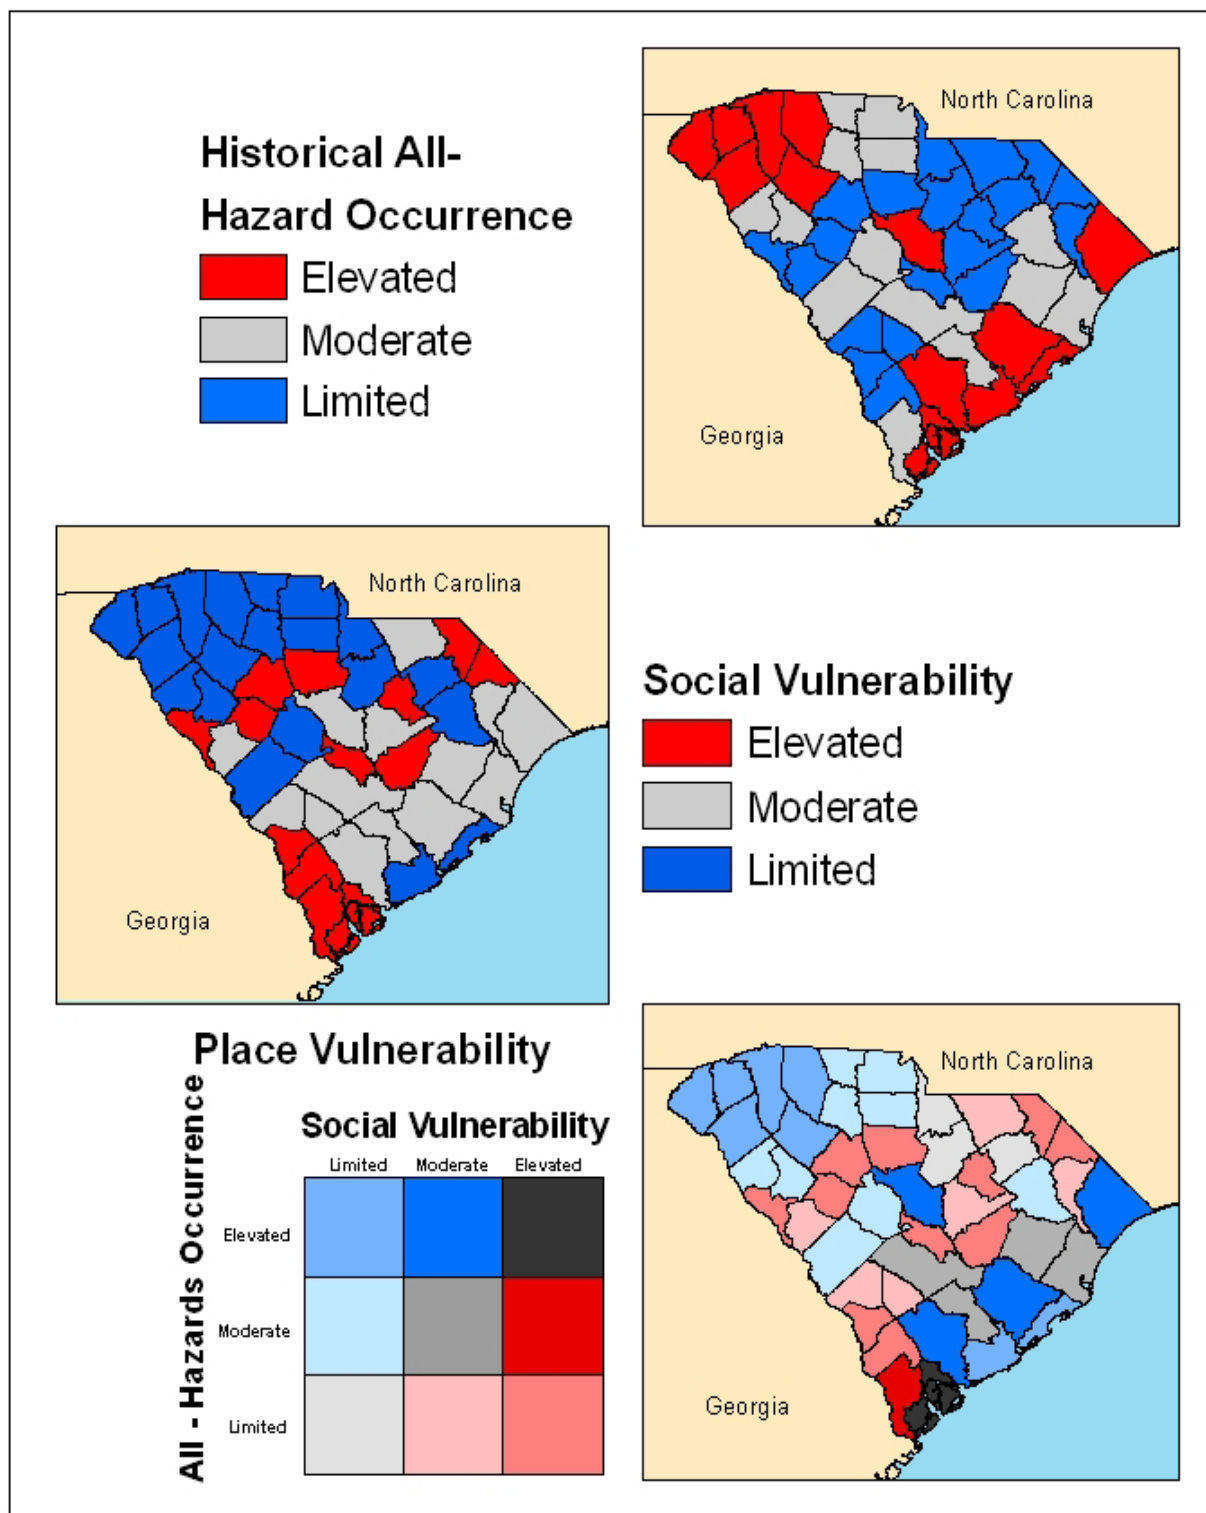 Historical All-
Hazard Occurrence
Elevated
Moderate
Limited
North Carolina
Georgia
North Carolina
Georgia
Social Vulnerability
Elevated
Moderate
Limited
Place Vulnerability
Social Vulnerability
Limited Moderate Elevated
All - Hazards Occurrence
Elevated
Moderate
Limited
North Carolina
Georgia